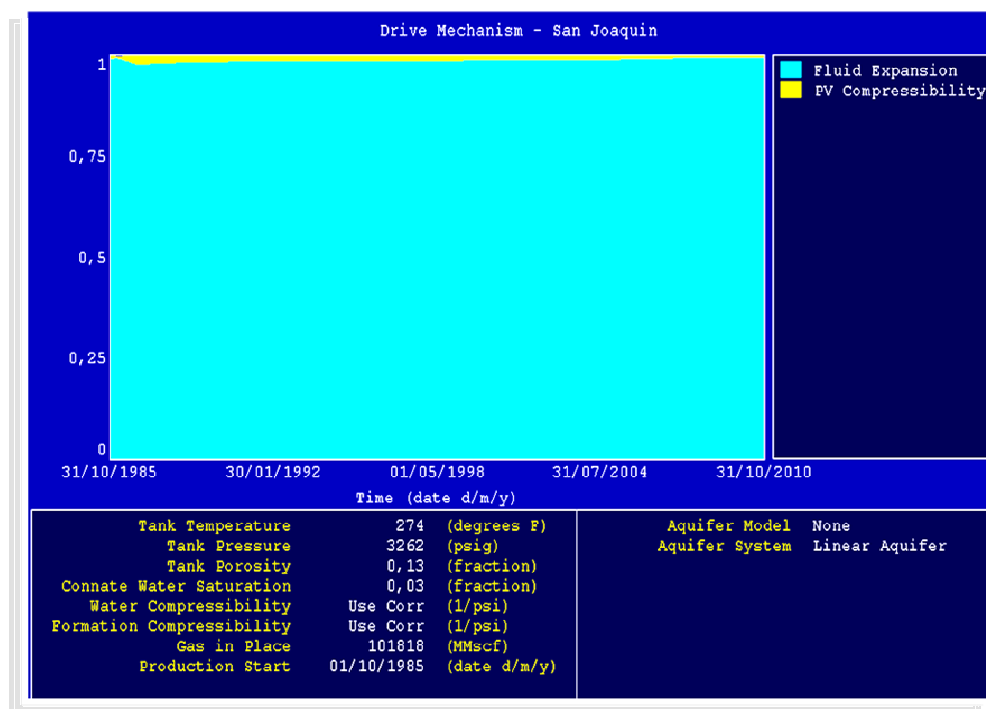 Drive Mechanism - San Joaquin
1
0,75
0,5
0,25
0
Fluid Expansion
PV Compressibility
31/10/1985 30/01/1992 01/05/1998 31/07/2004 31/10/2010
Time (date d/m/y)
Tank Temperature 274 (degrees F)
Tank Pressure 3262 (psig)
Tank Porosity 0,13 (fraction)
Connate Water Saturation 0,03 (fraction)
Water Compressibility Use Corr (1/psi)
Formation Compressibility Use Corr (1/psi)
Gas in Place 101818 (MMscf)
Production Start 01/10/1985 (date d/m/y)
Aquifer Model None
Aquifer System Linear Aquifer